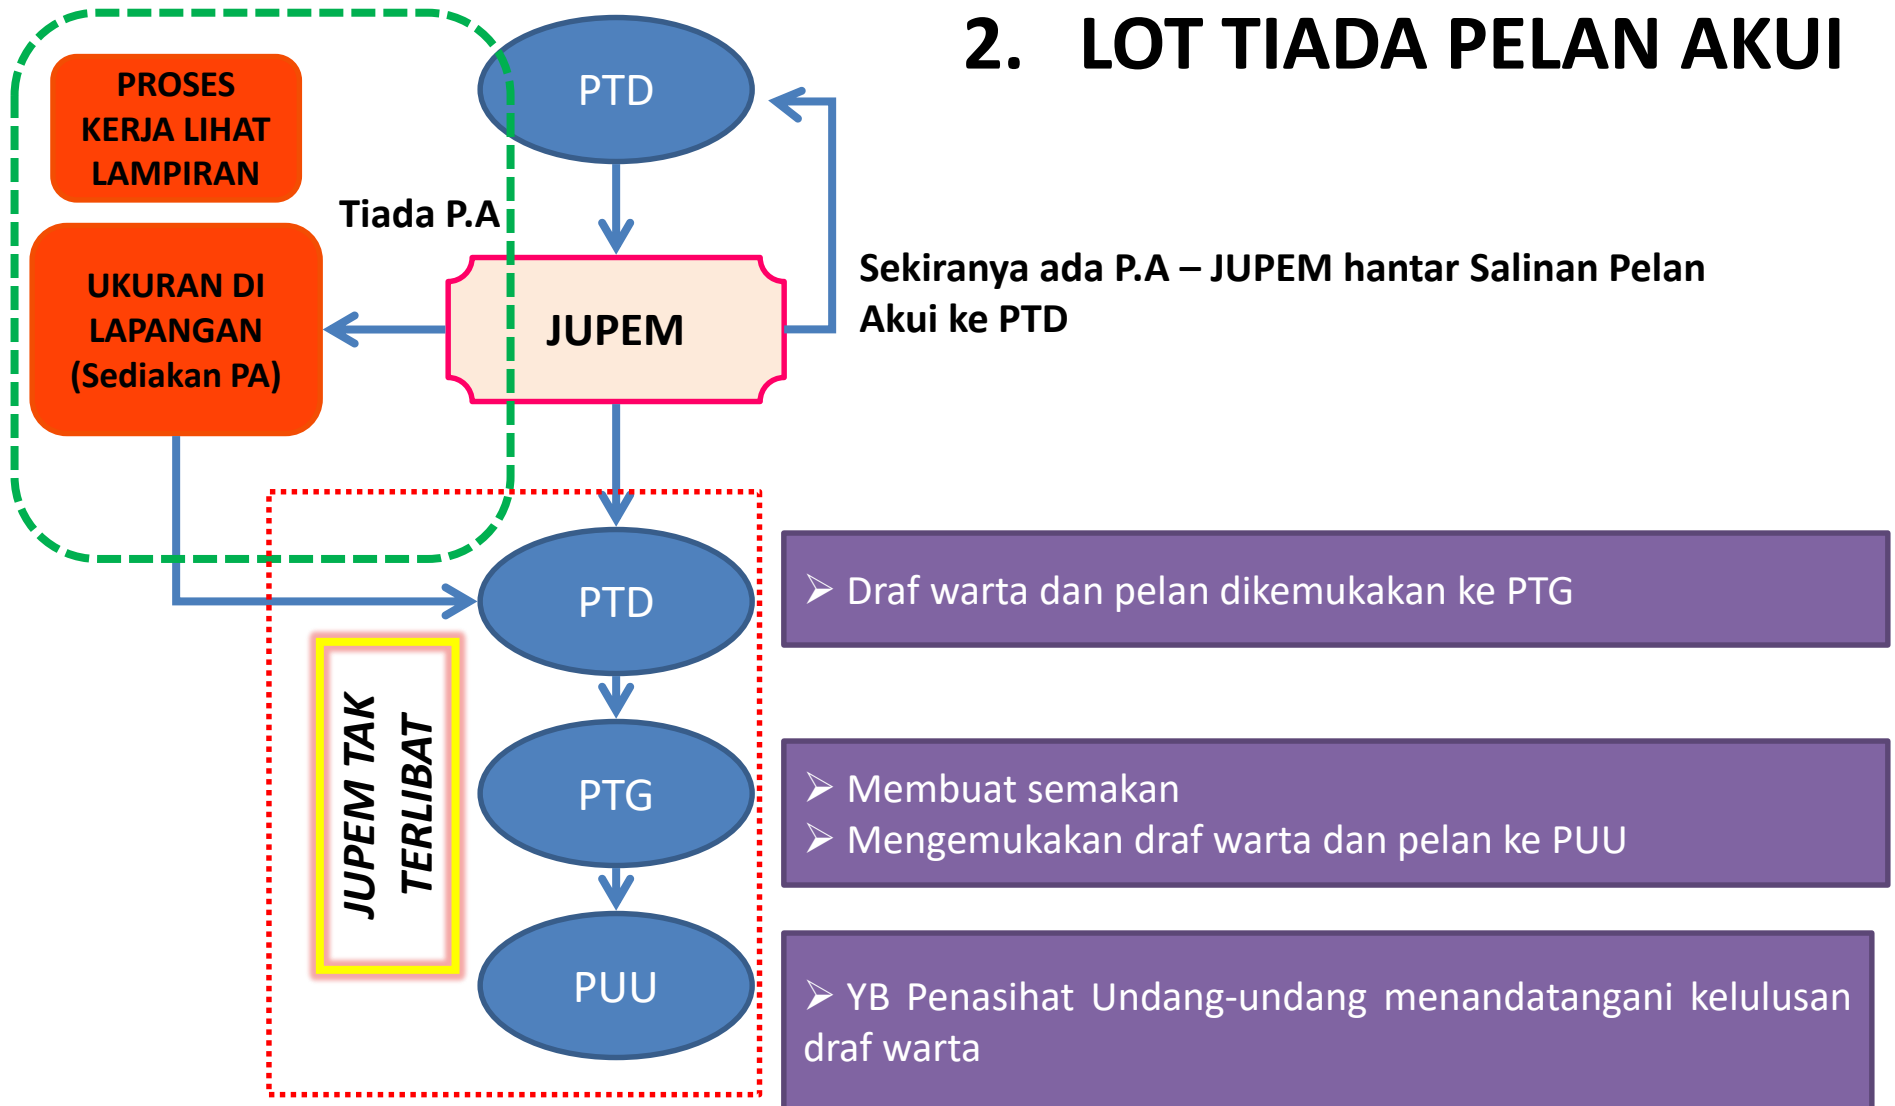 2. LOT TIADA PELAN AKUI
PROSES
KERJA LIHAT
LAMPIRAN
PTD
Tiada P.A
UKURAN DI
LAPANGAN
(Sediakan PA)
JUPEM
Sekiranya ada P.A – JUPEM hantar Salinan Pelan
Akui ke PTD
PTD
➢ Draf warta dan pelan dikemukakan ke PTG
JUPEM TAK
TERLIBAT
PTG
➢ Membuat semakan
➢ Mengemukakan draf warta dan pelan ke PUU
PUU
➢ YB Penasihat Undang-undang menandatangani kelulusan
draf warta